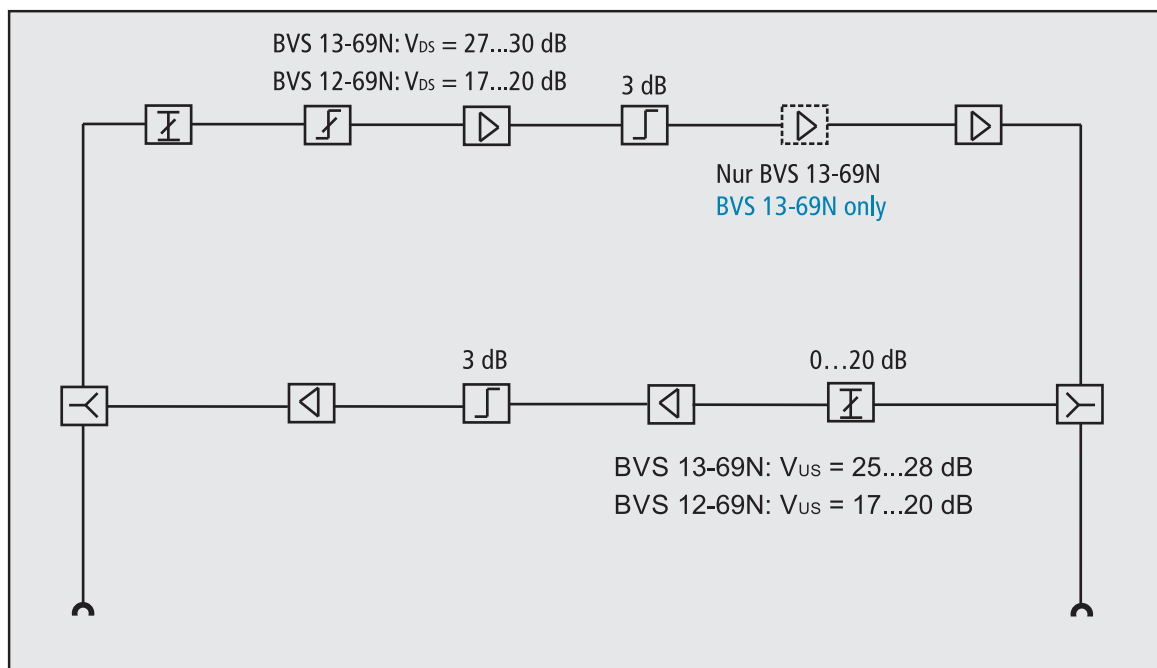 BVS 13-69N: VDS = 27...30 dB
BVS 12-69N: VDS = 17...20 dB
3 dB
Nur BVS 13-69N
BVS 13-69N only
3 dB
0...20 dB
BVS 13-69N: VUS = 25...28 dB
BVS 12-69N: VUS = 17...20 dB